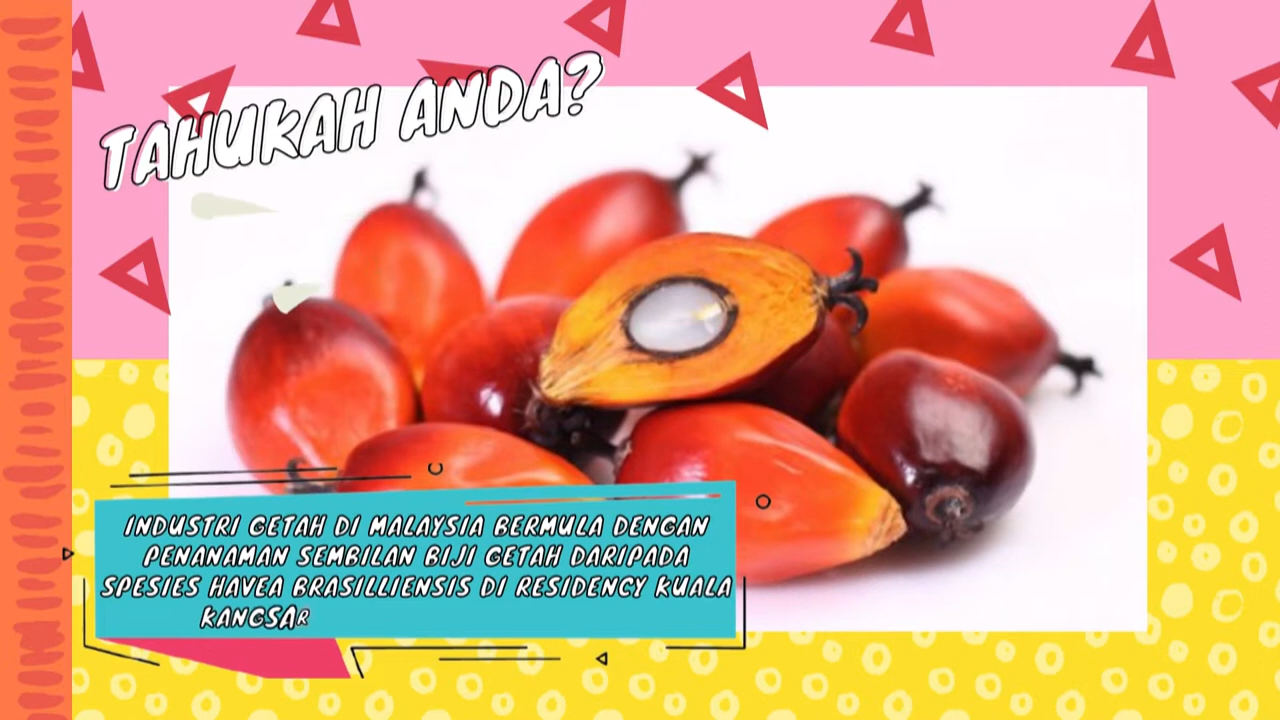 TAHUKAH ANDA?
INDUSTRI GETAH DI MALAYSIA BERMULA DENGAN
PENANAMAN SEMBILAN BIJI GETAH DARIPADA
SPESIES HAVEA BRASILLIENSIS DI RESIDENCY KUALA
KANGSAR